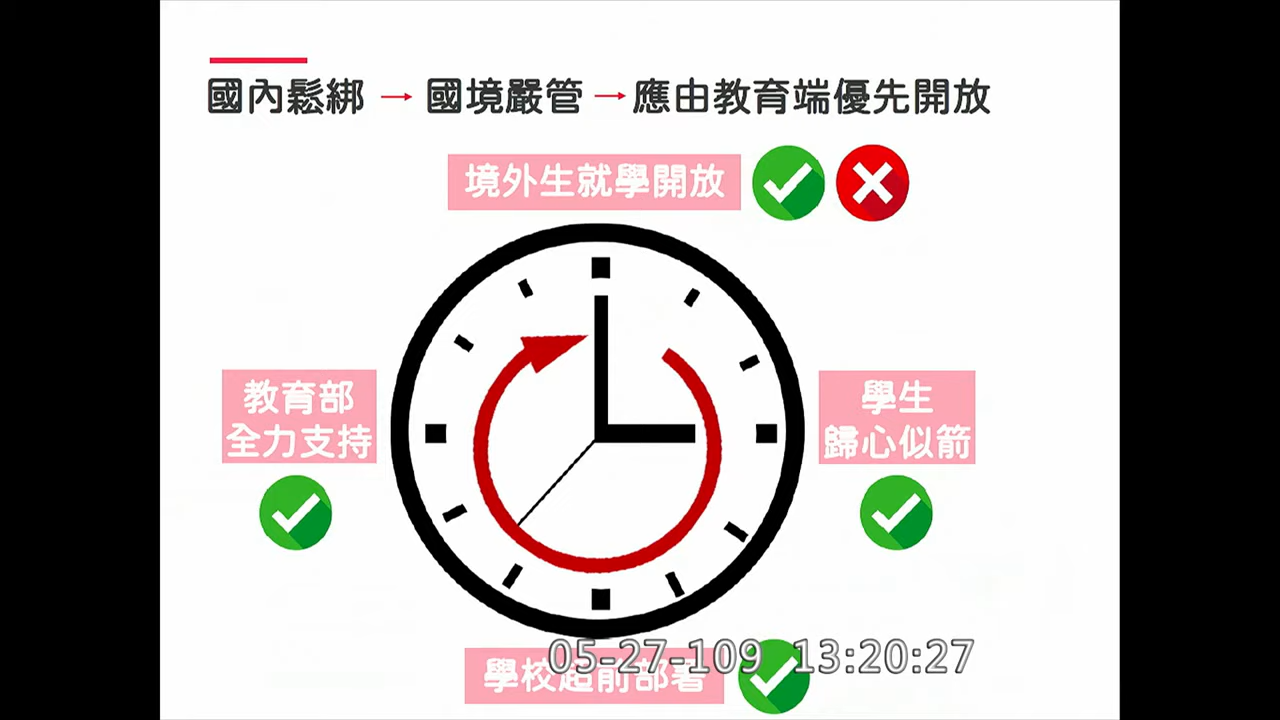 國內鬆綁→國境嚴管→應由教育端優先開放
境外生就學開放
教育部
全力支持
學生
歸心似箭
學校超前部署
05-27-109 13:20:27